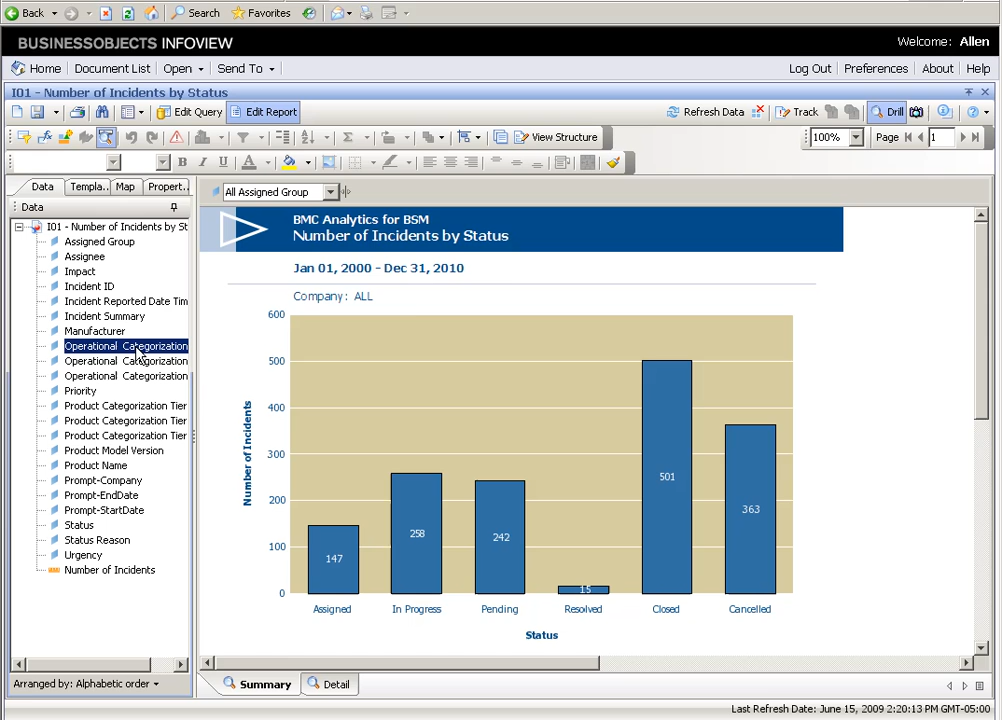 Back Search Favorites
BUSINESSOBJECTS INFOVIEW Welcome: Allen
Home Document List Open Send To Log Out Preferences About Help
I01 - Number of Incidents by Status
Edit Query Edit Report Refresh Data Track Drill
View Structure 100% Page 1
Data Templa.. Map Propert..
All Assigned Group
Data
I01 - Number of Incidents by St
Assigned Group
Assignee
Impact
Incident ID
Incident Reported Date Tim
Incident Summary
Manufacturer
Operational Categorization
Operational Categorization
Operational Categorization
Priority
Product Categorization Tier
Product Categorization Tier
Product Categorization Tier
Product Model Version
Product Name
Prompt-Company
Prompt-EndDate
Prompt-StartDate
Status
Status Reason
Urgency
Number of Incidents
Arranged by: Alphabetic order
BMC Analytics for BSM
Number of Incidents by Status
Jan 01, 2000 - Dec 31, 2010
Company: ALL
600
500
400
300
200
100
0
Number of Incidents
147
258
242
15
501
363
Assigned In Progress Pending Resolved Closed Cancelled
Status
Summary Detail
Last Refresh Date: June 15, 2009 2:20:13 PM GMT-05:00